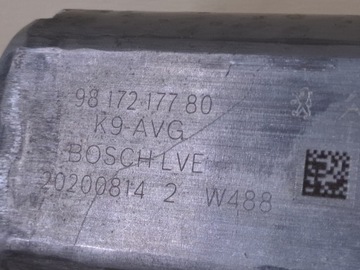 98 172 177 80
K9-AVG
BOSCH LVE
20200814 2 W488